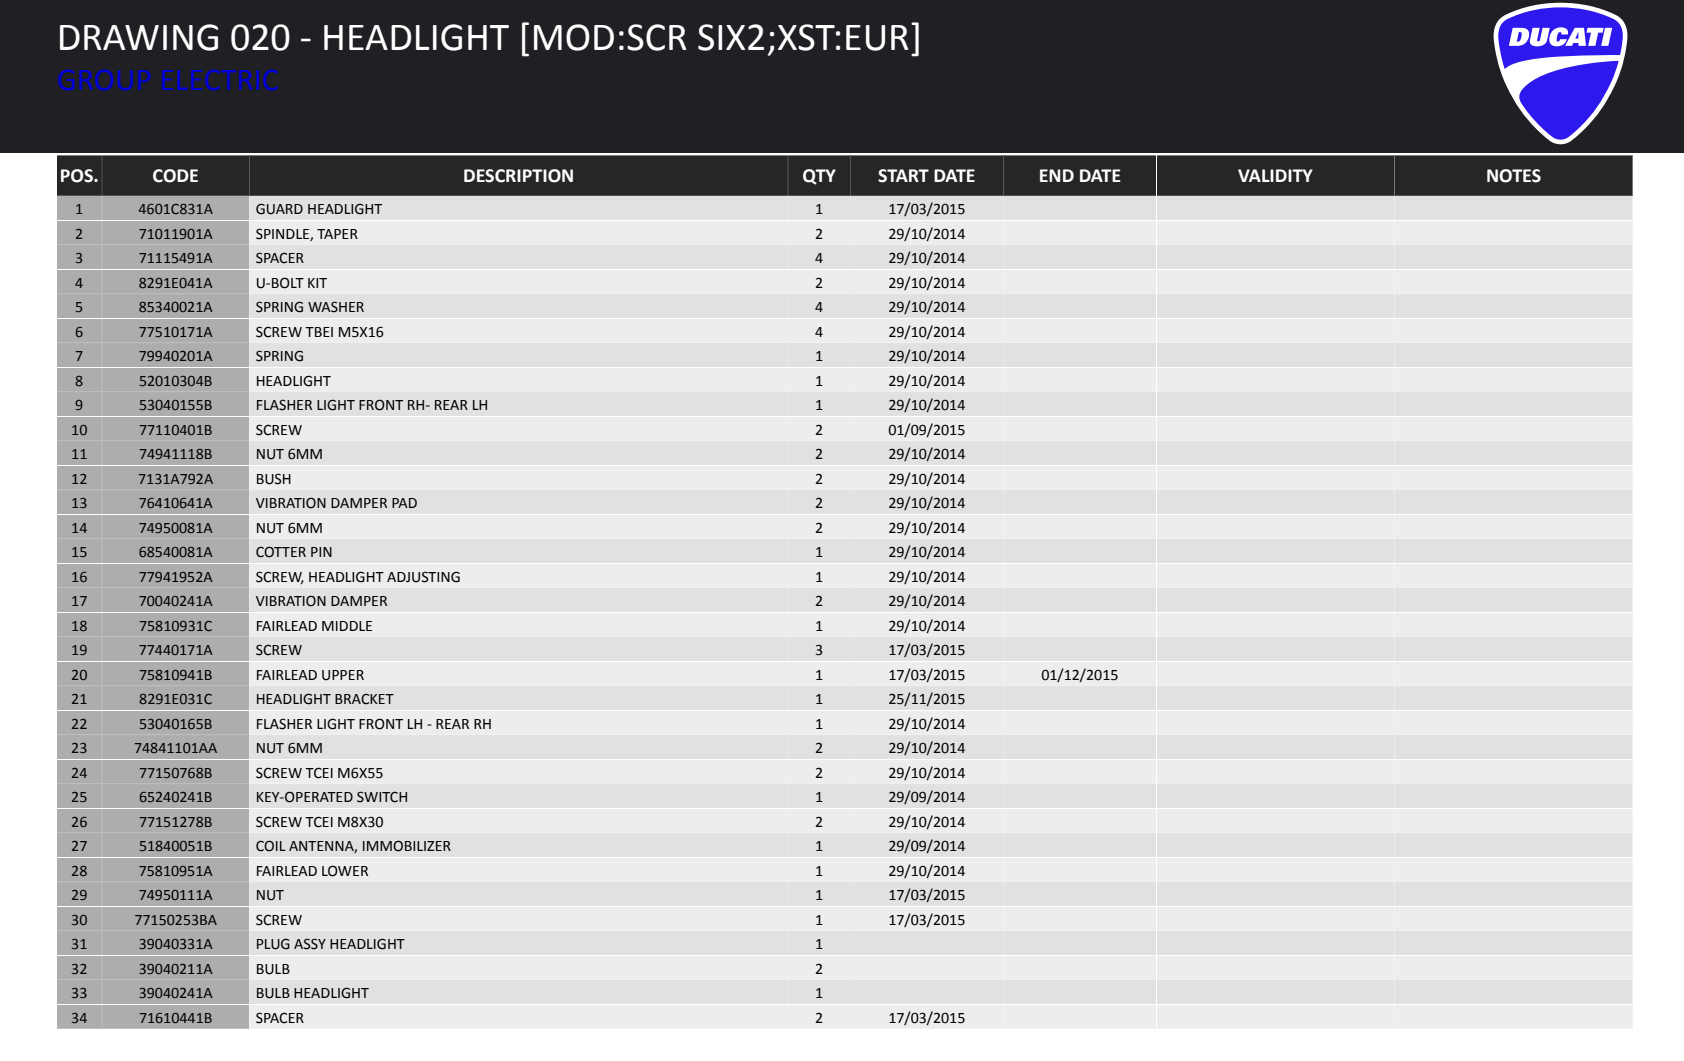 DRAWING 020 - HEADLIGHT [MOD:SCR SIX2;XST:EUR]
GROUP ELECTRIC
DUCATI
POS. CODE DESCRIPTION QTY START DATE END DATE VALIDITY NOTES
1 4601C831A GUARD HEADLIGHT 1 17/03/2015
2 71011901A SPINDLE, TAPER 2 29/10/2014
3 71115491A SPACER 4 29/10/2014
4 8291E041A U-BOLT KIT 2 29/10/2014
5 85340021A SPRING WASHER 4 29/10/2014
6 77510171A SCREW TBEI M5X16 4 29/10/2014
7 79940201A SPRING 1 29/10/2014
8 52010304B HEADLIGHT 1 29/10/2014
9 53040155B FLASHER LIGHT FRONT RH- REAR LH 1 29/10/2014
10 77110401B SCREW 2 01/09/2015
11 74941118B NUT 6MM 2 29/10/2014
12 7131A792A BUSH 2 29/10/2014
13 76410641A VIBRATION DAMPER PAD 2 29/10/2014
14 74950081A NUT 6MM 2 29/10/2014
15 68540081A COTTER PIN 1 29/10/2014
16 77941952A SCREW, HEADLIGHT ADJUSTING 1 29/10/2014
17 70040241A VIBRATION DAMPER 2 29/10/2014
18 75810931C FAIRLEAD MIDDLE 1 29/10/2014
19 77440171A SCREW 3 17/03/2015
20 75810941B FAIRLEAD UPPER 1 17/03/2015 01/12/2015
21 8291E031C HEADLIGHT BRACKET 1 25/11/2015
22 53040165B FLASHER LIGHT FRONT LH - REAR RH 1 29/10/2014
23 74841101AA NUT 6MM 2 29/10/2014
24 77150768B SCREW TCEI M6X55 2 29/10/2014
25 65240241B KEY-OPERATED SWITCH 1 29/09/2014
26 77151278B SCREW TCEI M8X30 2 29/10/2014
27 51840051B COIL ANTENNA, IMMOBILIZER 1 29/09/2014
28 75810951A FAIRLEAD LOWER 1 29/10/2014
29 74950111A NUT 1 17/03/2015
30 77150253BA SCREW 1 17/03/2015
31 39040331A PLUG ASSY HEADLIGHT 1
32 39040211A BULB 2
33 39040241A BULB HEADLIGHT 1
34 71610441B SPACER 2 17/03/2015